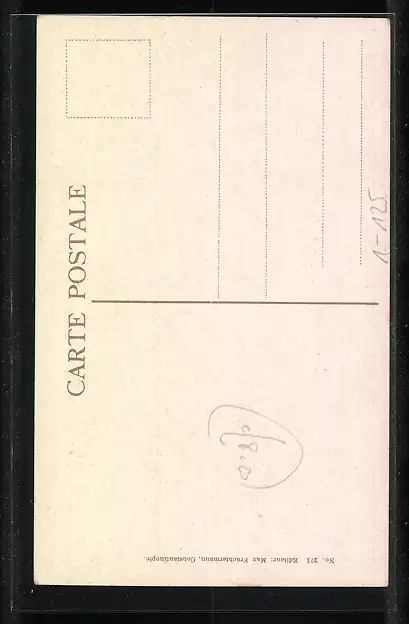 CARTE POSTALE
1-125
No. 271 Editeur: Max Fruchtermann, Constantinople.